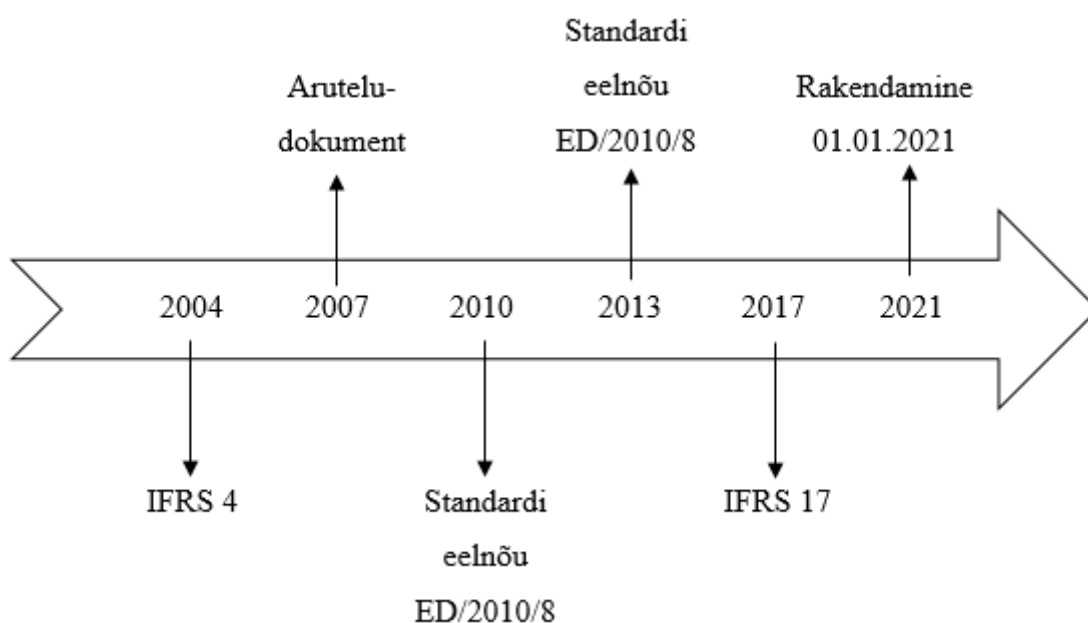 Standardi
eelnõu
ED/2010/8
Arutelu-
dokument
Rakendamine
01.01.2021
2004 2007 2010 2013 2017 2021
IFRS 4
Standardi
eelnõu
ED/2010/8
IFRS 17